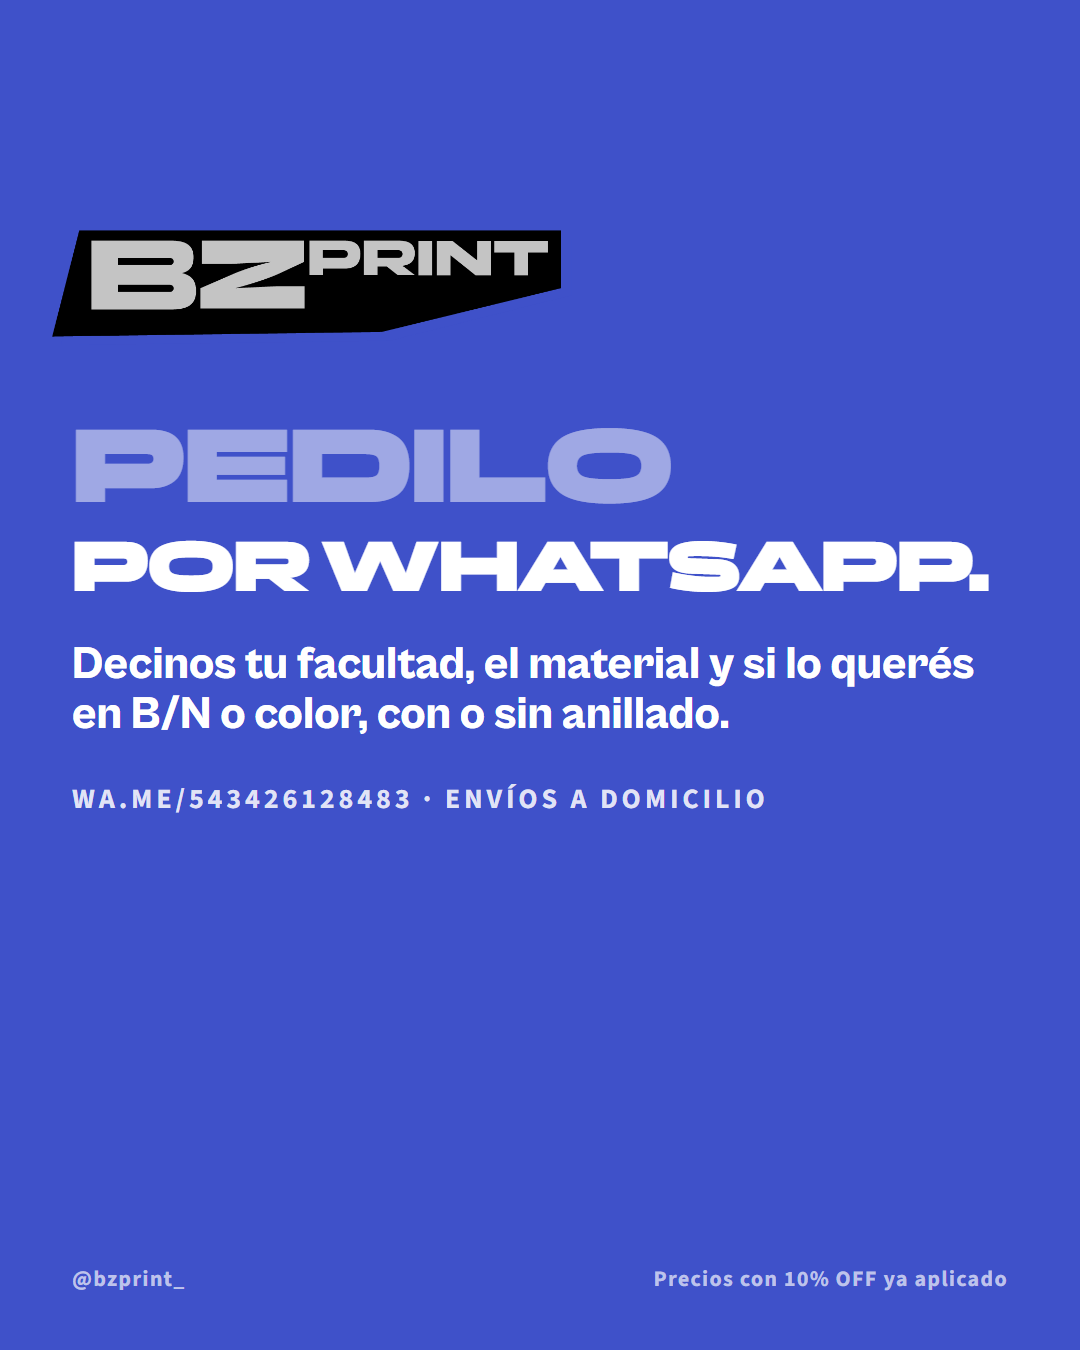 BZPRINT
PEDILO
POR WHATSAPP.
Decinos tu facultad, el material y si lo querés
en B/N o color, con o sin anillado.
WA.ME/543426128483 · ENVÍOS A DOMICILIO
@bzprint_
Precios con 10% OFF ya aplicado